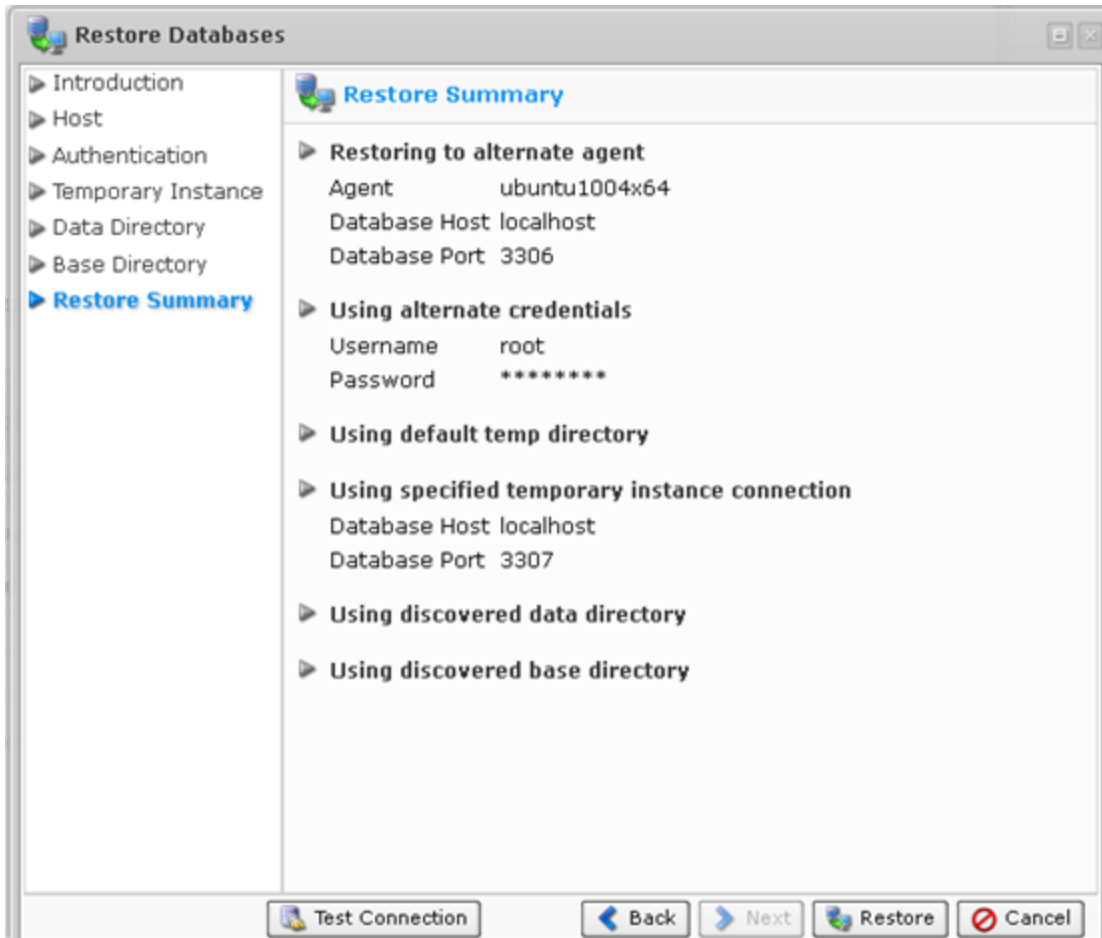 Restore Databases
Introduction
Host
Authentication
Temporary Instance
Data Directory
Base Directory
Restore Summary
Restore Summary
Restoring to alternate agent
Agent ubuntu1004x64
Database Host localhost
Database Port 3306
Using alternate credentials
Username root
Password ********
Using default temp directory
Using specified temporary instance connection
Database Host localhost
Database Port 3307
Using discovered data directory
Using discovered base directory
Test Connection Back Next Restore Cancel